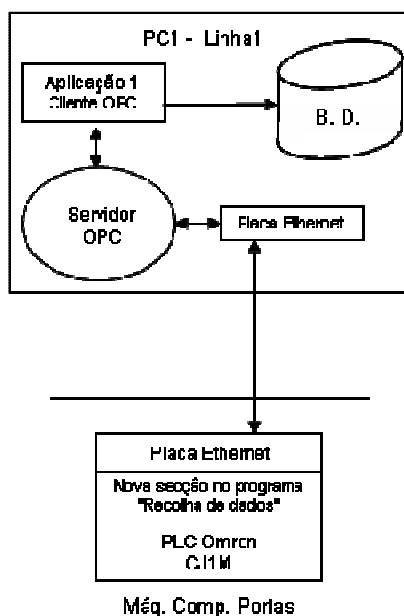 PC1 - Linha1
Aplicação 1
Cliente OPC
B. D.
Servidor
OPC
Placa Ethernet
Placa Ethernet
Nova secção no programa
"Recolha de dados"
PLC Omron
CJ1M
Máq. Comp. Portas